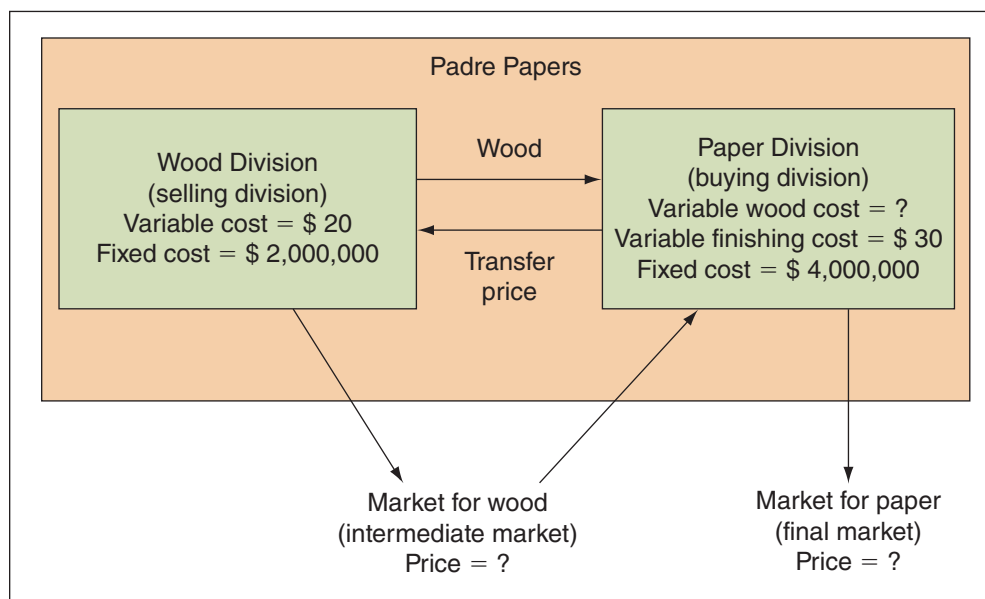 Padre Papers
Wood Division
(selling division)
Variable cost = $ 20
Fixed cost = $ 2,000,000
Wood
Transfer
price
Paper Division
(buying division)
Variable wood cost = ?
Variable finishing cost = $ 30
Fixed cost = $ 4,000,000
Market for wood
(intermediate market)
Price = ?
Market for paper
(final market)
Price = ?